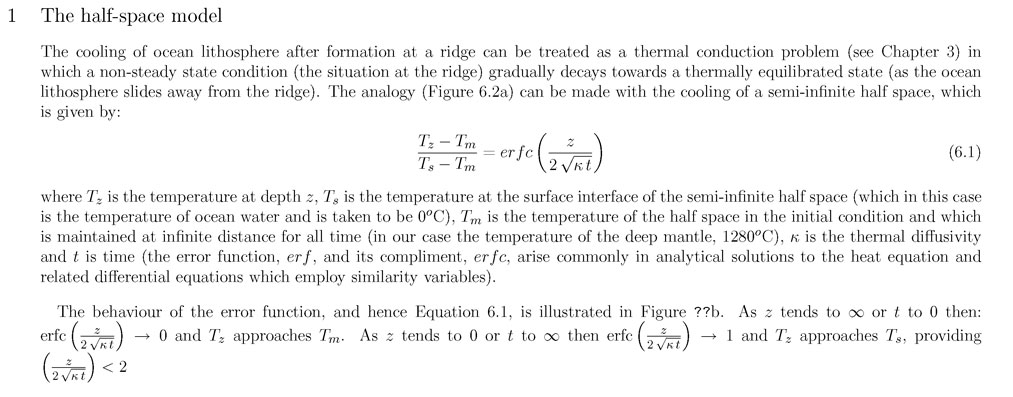 1 The half-space model
The cooling of ocean lithosphere after formation at a ridge can be treated as a thermal conduction problem (see Chapter 3) in
which a non-steady state condition (the situation at the ridge) gradually decays towards a thermally equilibrated state (as the ocean
lithosphere slides away from the ridge). The analogy (Figure 6.2a) can be made with the cooling of a semi-infinite half space, which
is given by:
\frac{T_z - T_m}{T_s - T_m} = erfc\left(\frac{z}{2\sqrt{\kappa t}}\right) (6.1)
where T_z is the temperature at depth z, T_s is the temperature at the surface interface of the semi-infinite half space (which in this case
is the temperature of ocean water and is taken to be 0°C), T_m is the temperature of the half space in the initial condition and which
is maintained at infinite distance for all time (in our case the temperature of the deep mantle, 1280°C), κ is the thermal diffusivity
and t is time (the error function, erf, and its compliment, erfc, arise commonly in analytical solutions to the heat equation and
related differential equations which employ similarity variables).
The behaviour of the error function, and hence Equation 6.1, is illustrated in Figure ??b. As z tends to ∞ or t to 0 then:
erfc \left(\frac{z}{2\sqrt{\kappa t}}\right) → 0 and T_z approaches T_m. As z tends to 0 or t to ∞ then erfc \left(\frac{z}{2\sqrt{\kappa t}}\right) → 1 and T_z approaches T_s, providing
\left(\frac{z}{2\sqrt{\kappa t}}\right) < 2